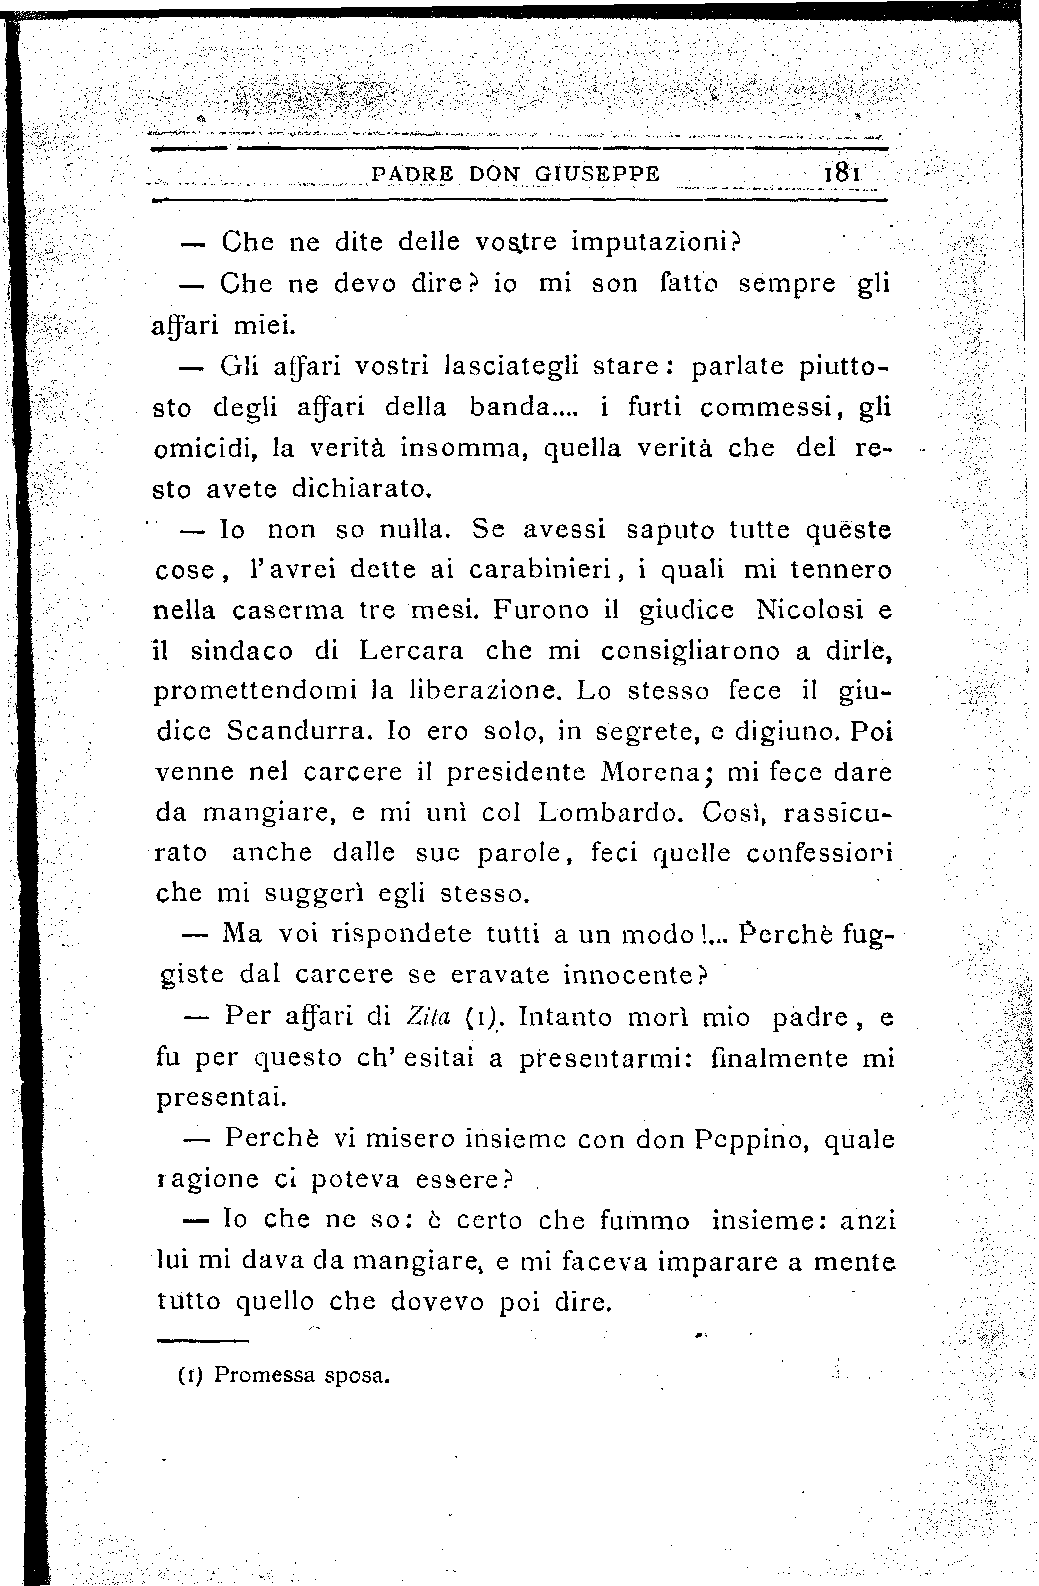 PADRE DON GIUSEPPE 181
— Che ne dite delle vostre imputazioni?
— Che ne devo dire? io mi son fatto sempre gli
affari miei.
— Gli affari vostri lasciategli stare: parlate piutto-
sto degli affari della banda.... i furti commessi, gli
omicidi, la verità insomma, quella verità che del re-
sto avete dichiarato.
— Io non so nulla. Se avessi saputo tutte queste
cose, l'avrei dette ai carabinieri, i quali mi tennero
nella caserma tre mesi. Furono il giudice Nicolosi e
il sindaco di Lercara che mi consigliarono a dirle,
promettendomi la liberazione. Lo stesso fece il giu-
dice Scandurra. Io ero solo, in segrete, e digiuno. Poi
venne nel carcere il presidente Morena; mi fece dare
da mangiare, e mi unì col Lombardo. Così, rassicu-
rato anche dalle sue parole, feci quelle confessioni
che mi suggerì egli stesso.
— Ma voi rispondete tutti a un modo!... Perchè fug-
giste dal carcere se eravate innocente?
— Per affari di Zita (1). Intanto morì mio padre, e
fu per questo ch' esitai a presentarmi: finalmente mi
presentai.
— Perchè vi misero insieme con don Peppino, quale
ragione ci poteva essere?
— Io che ne so: è certo che fummo insieme: anzi
lui mi dava da mangiare, e mi faceva imparare a mente
tutto quello che dovevo poi dire.
(1) Promessa sposa.